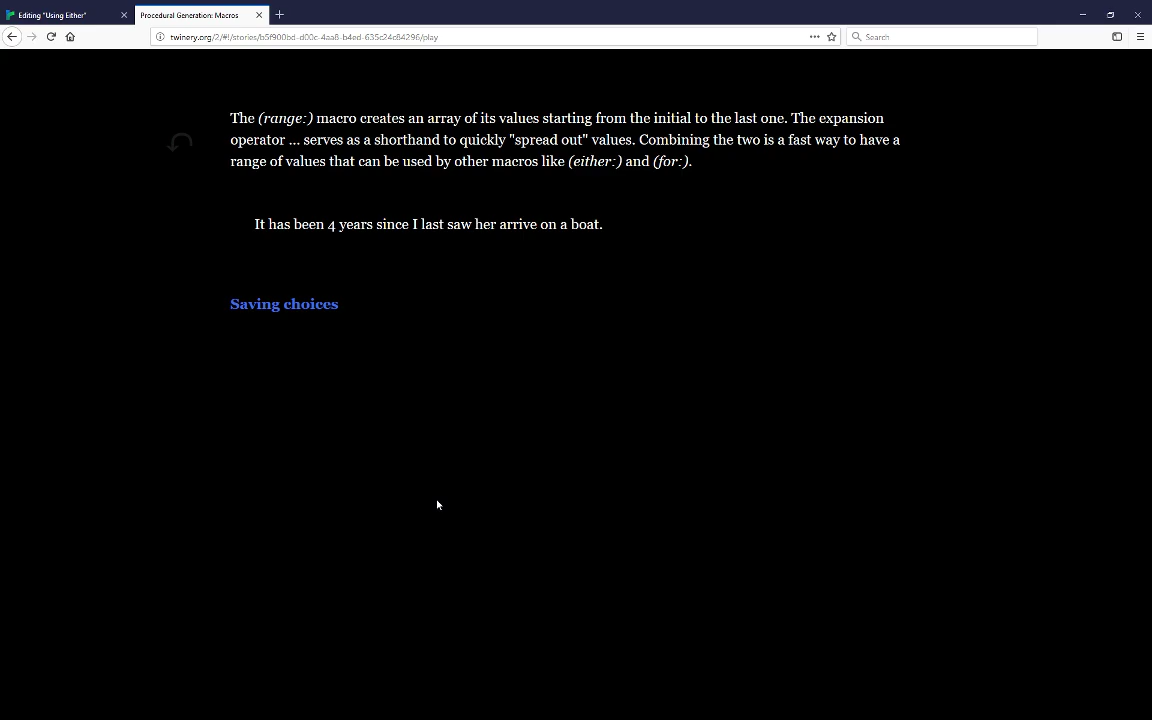 Editing "Using Either"
Procedural Generation: Macros
twinery.org/2/#!/stories/b5f900bd-d00c-4aa8-b4ed-635c24c84296/play
Search
The (range:) macro creates an array of its values starting from the initial to the last one. The expansion
operator ... serves as a shorthand to quickly "spread out" values. Combining the two is a fast way to have a
range of values that can be used by other macros like (either:) and (for:).
It has been 4 years since I last saw her arrive on a boat.
Saving choices